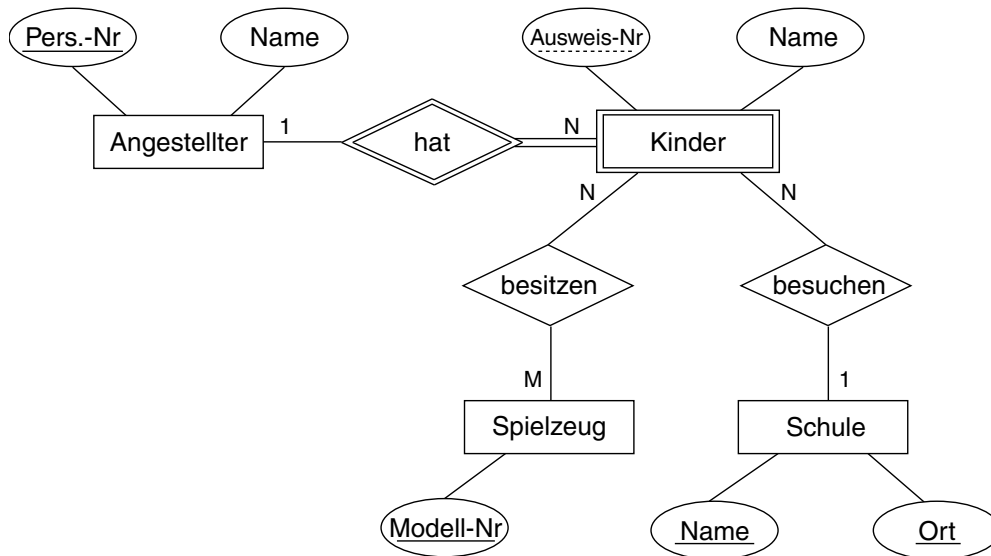 Pers.-Nr
Name
Ausweis-Nr
Name
Angestellter
1
hat
N
Kinder
N
N
besitzen
besuchen
M
1
Spielzeug
Schule
Modell-Nr
Name
Ort